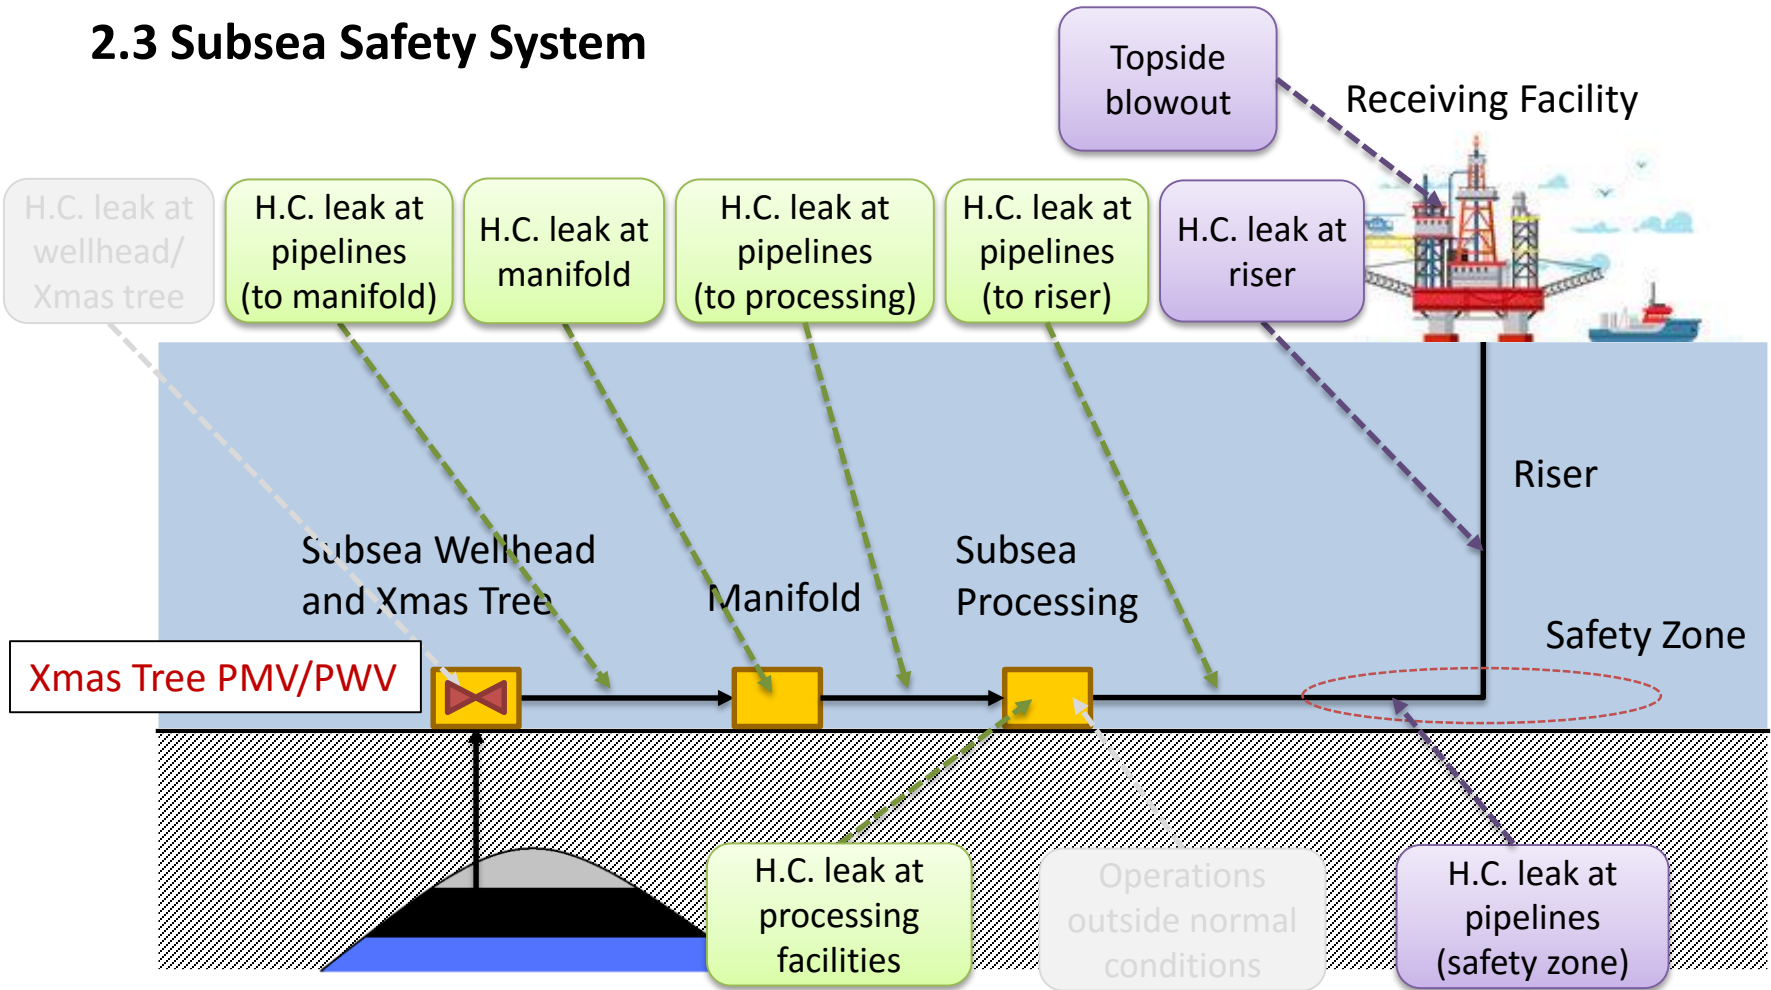 2.3 Subsea Safety System
Topside
blowout
Receiving Facility
H.C. leak at
wellhead/
Xmas tree
H.C. leak at
pipelines
(to manifold)
H.C. leak at
manifold
H.C. leak at
pipelines
(to processing)
H.C. leak at
pipelines
(to riser)
H.C. leak at
riser
Riser
Subsea Wellhead
and Xmas Tree
Manifold
Subsea
Processing
Safety Zone
Xmas Tree PMV/PWV
H.C. leak at
processing
facilities
Operations
outside normal
conditions
H.C. leak at
pipelines
(safety zone)